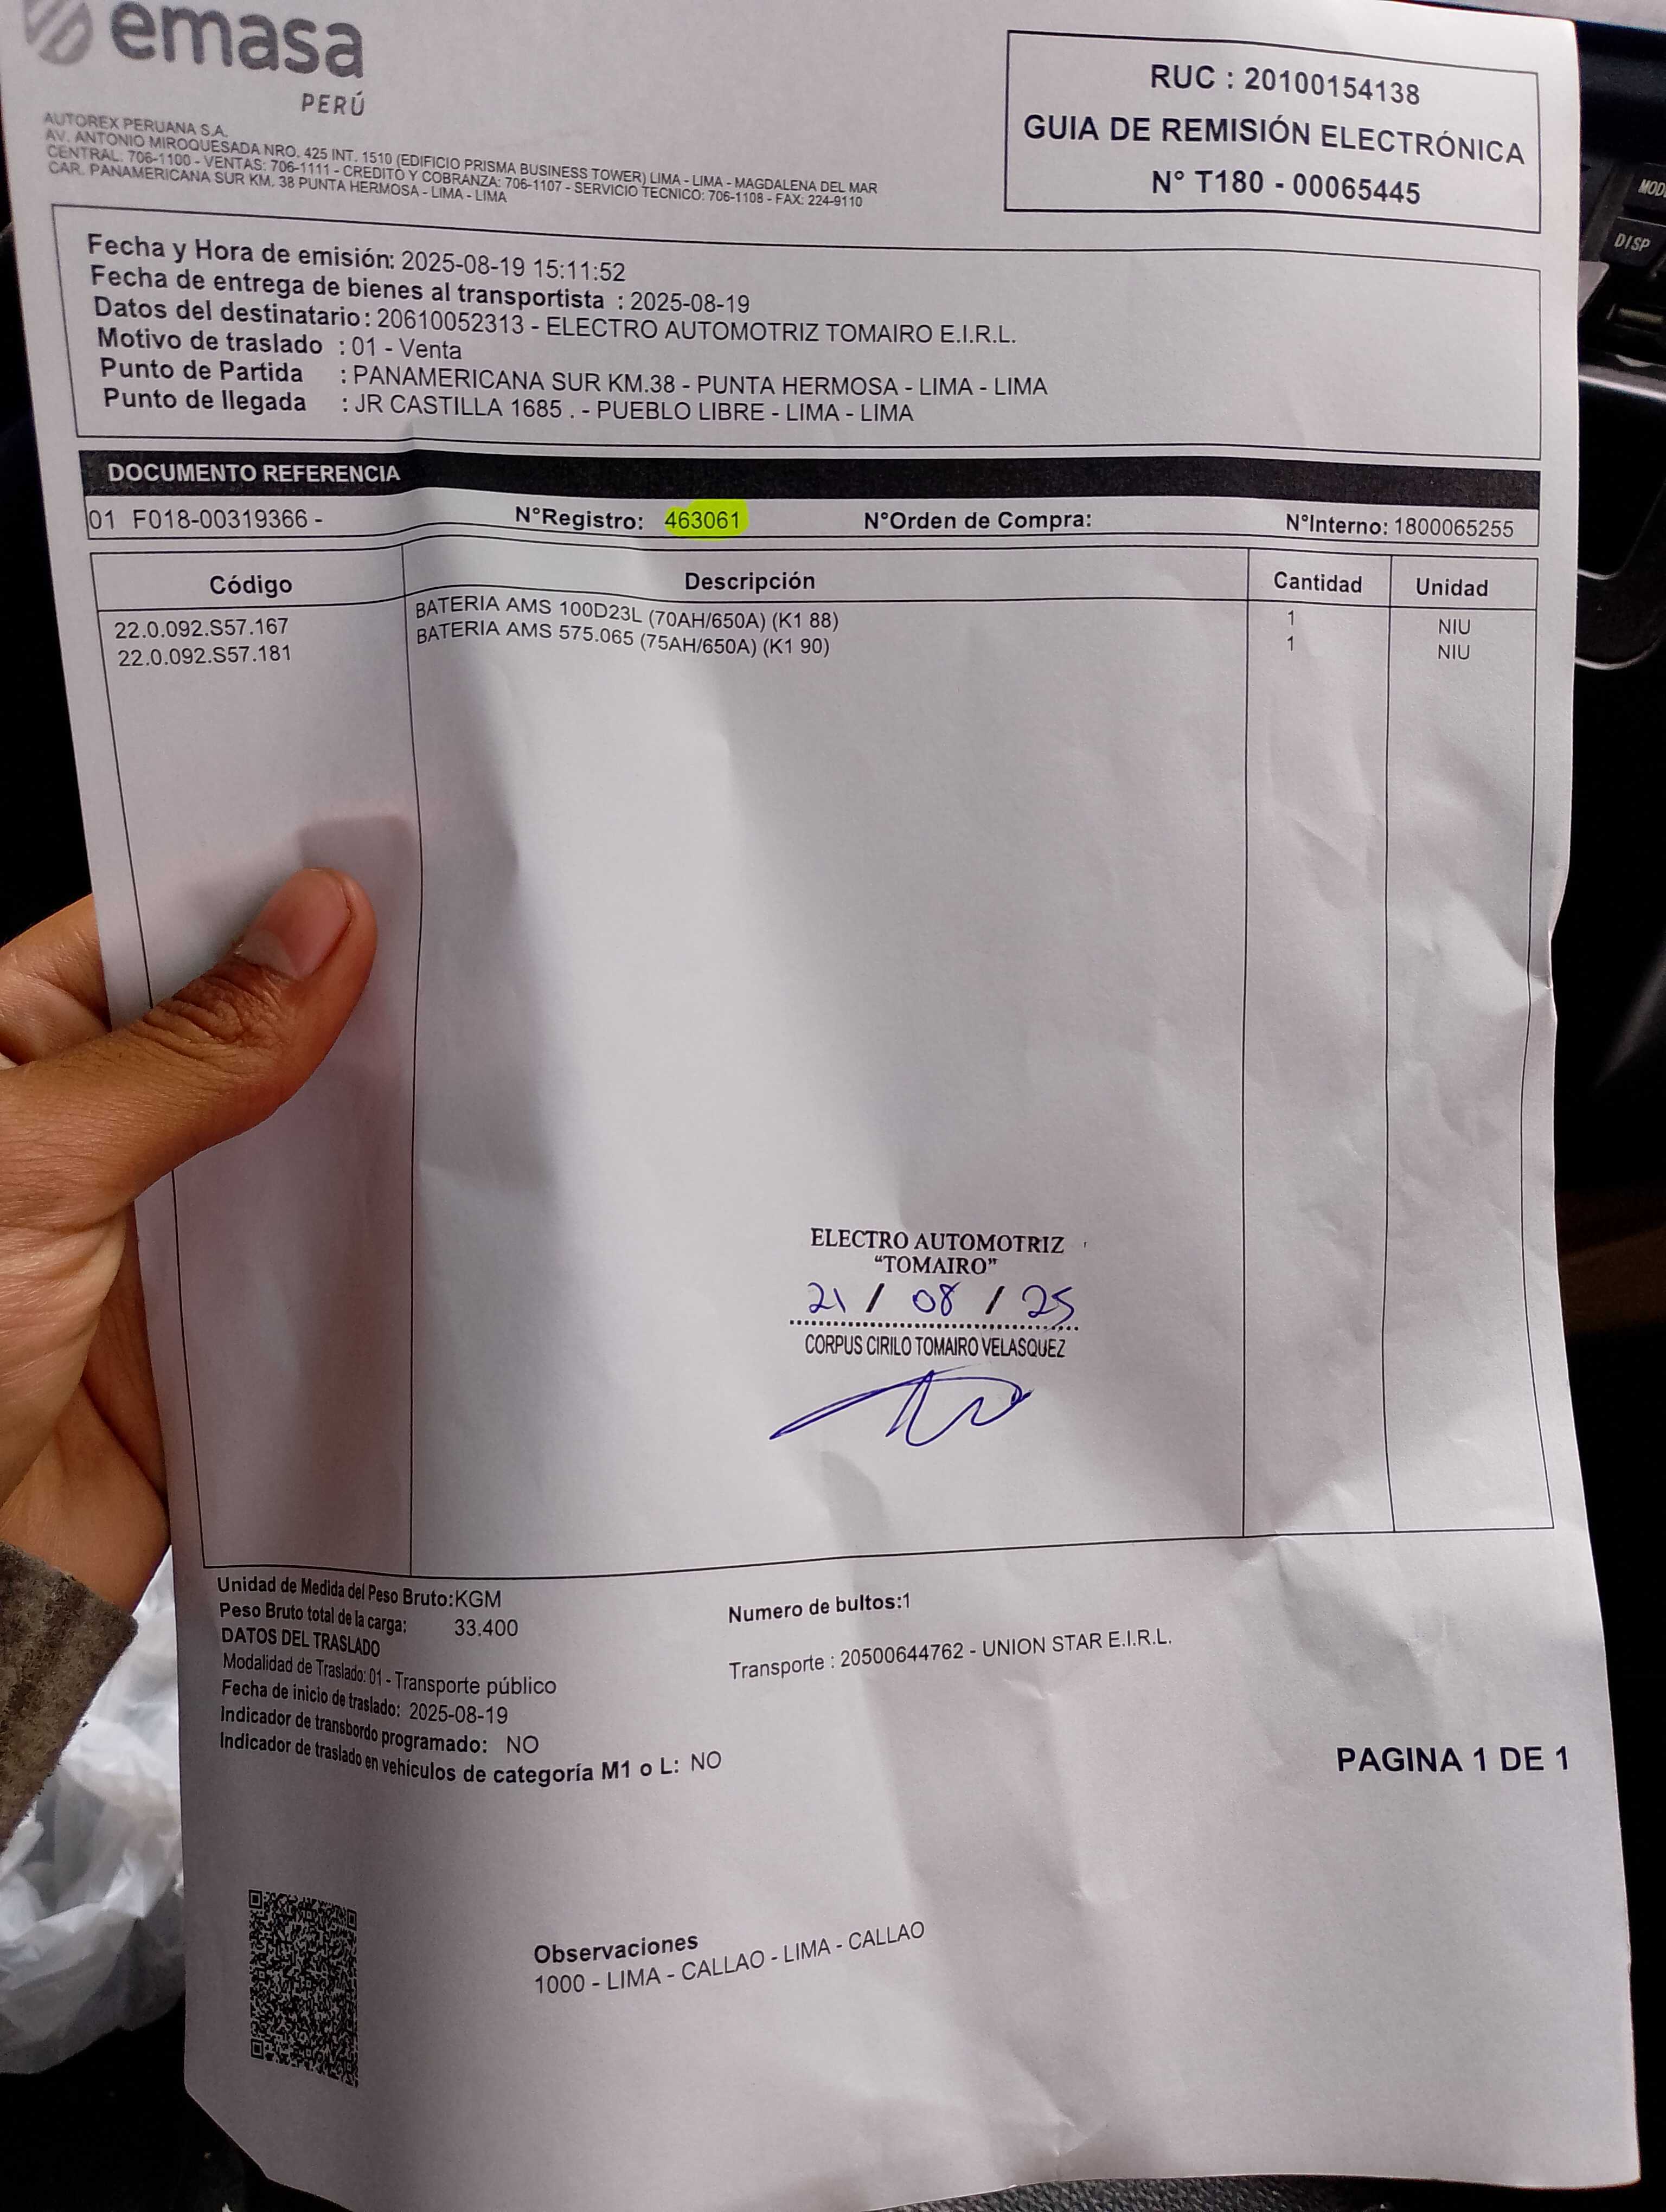 emasa
PERÚ
RUC : 20100154138
GUIA DE REMISIÓN ELECTRÓNICA
N° T180 - 00065445
AUTOREX PERUANA S.A.
AV. ANTONIO MIROQUESADA NRO. 425 INT. 1510 (EDIFICIO PRISMA BUSINESS TOWER) LIMA - LIMA - MAGDALENA DEL MAR
CENTRAL: 706-1100 - VENTAS: 706-1111 - CREDITO Y COBRANZA: 706-1107 - SERVICIO TECNICO: 706-1108 - FAX: 224-9110
CAR. PANAMERICANA SUR KM. 38 PUNTA HERMOSA - LIMA - LIMA
Fecha y Hora de emisión: 2025-08-19 15:11:52
Fecha de entrega de bienes al transportista : 2025-08-19
Datos del destinatario: 20610052313 - ELECTRO AUTOMOTRIZ TOMAIRO E.I.R.L.
Motivo de traslado : 01 - Venta
Punto de Partida : PANAMERICANA SUR KM.38 - PUNTA HERMOSA - LIMA - LIMA
Punto de llegada : JR CASTILLA 1685 . - PUEBLO LIBRE - LIMA - LIMA
DOCUMENTO REFERENCIA
01 F018-00319366 - N°Registro: 463061 N°Orden de Compra: N°Interno: 1800065255
Código Descripción Cantidad Unidad
22.0.092.S57.167 BATERIA AMS 100D23L (70AH/650A) (K1 88) 1 NIU
22.0.092.S57.181 BATERIA AMS 575.065 (75AH/650A) (K1 90) 1 NIU
ELECTRO AUTOMOTRIZ
“TOMAIRO”
21 / 08 / 25
CORPUS CIRILO TOMAIRO VELASQUEZ
Unidad de Medida del Peso Bruto:KGM
Peso Bruto total de la carga: 33.400
Numero de bultos:1
DATOS DEL TRASLADO
Modalidad de Traslado: 01 - Transporte público
Transporte : 20500644762 - UNION STAR E.I.R.L.
Fecha de inicio de traslado: 2025-08-19
Indicador de transbordo programado: NO
Indicador de traslado en vehículos de categoría M1 o L: NO
PAGINA 1 DE 1
Observaciones
1000 - LIMA - CALLAO - LIMA - CALLAO
DISP